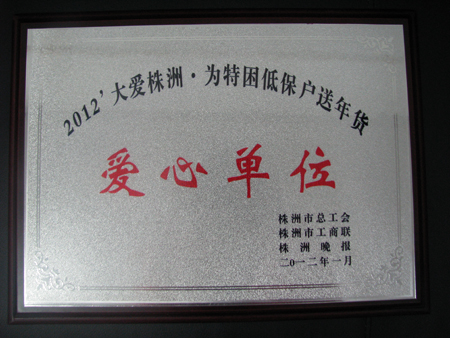 2012’大爱株洲·为特困低保户送年货
爱心单位
株洲市总工会
株洲市工商联
株洲晚报
二〇一二年一月